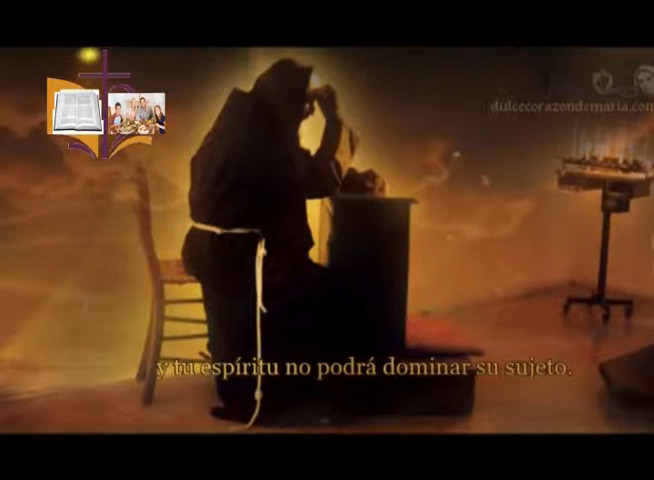 dulcecorazondemaria.com
y tu espíritu no podrá dominar su sujeto.